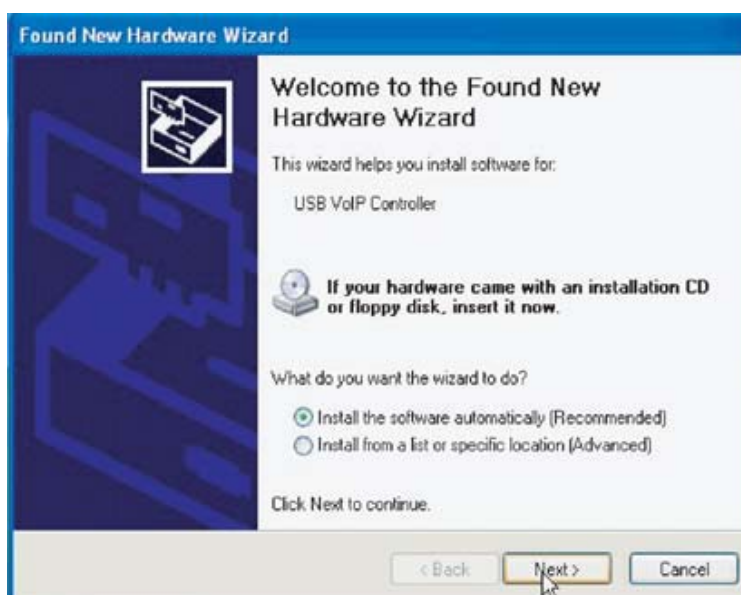 Found New Hardware Wizard
Welcome to the Found New
Hardware Wizard
This wizard helps you install software for:
USB VoIP Controller
If your hardware came with an installation CD
or floppy disk, insert it now.
What do you want the wizard to do?
Install the software automatically (Recommended)
Install from a list or specific location (Advanced)
Click Next to continue.
< Back Next > Cancel